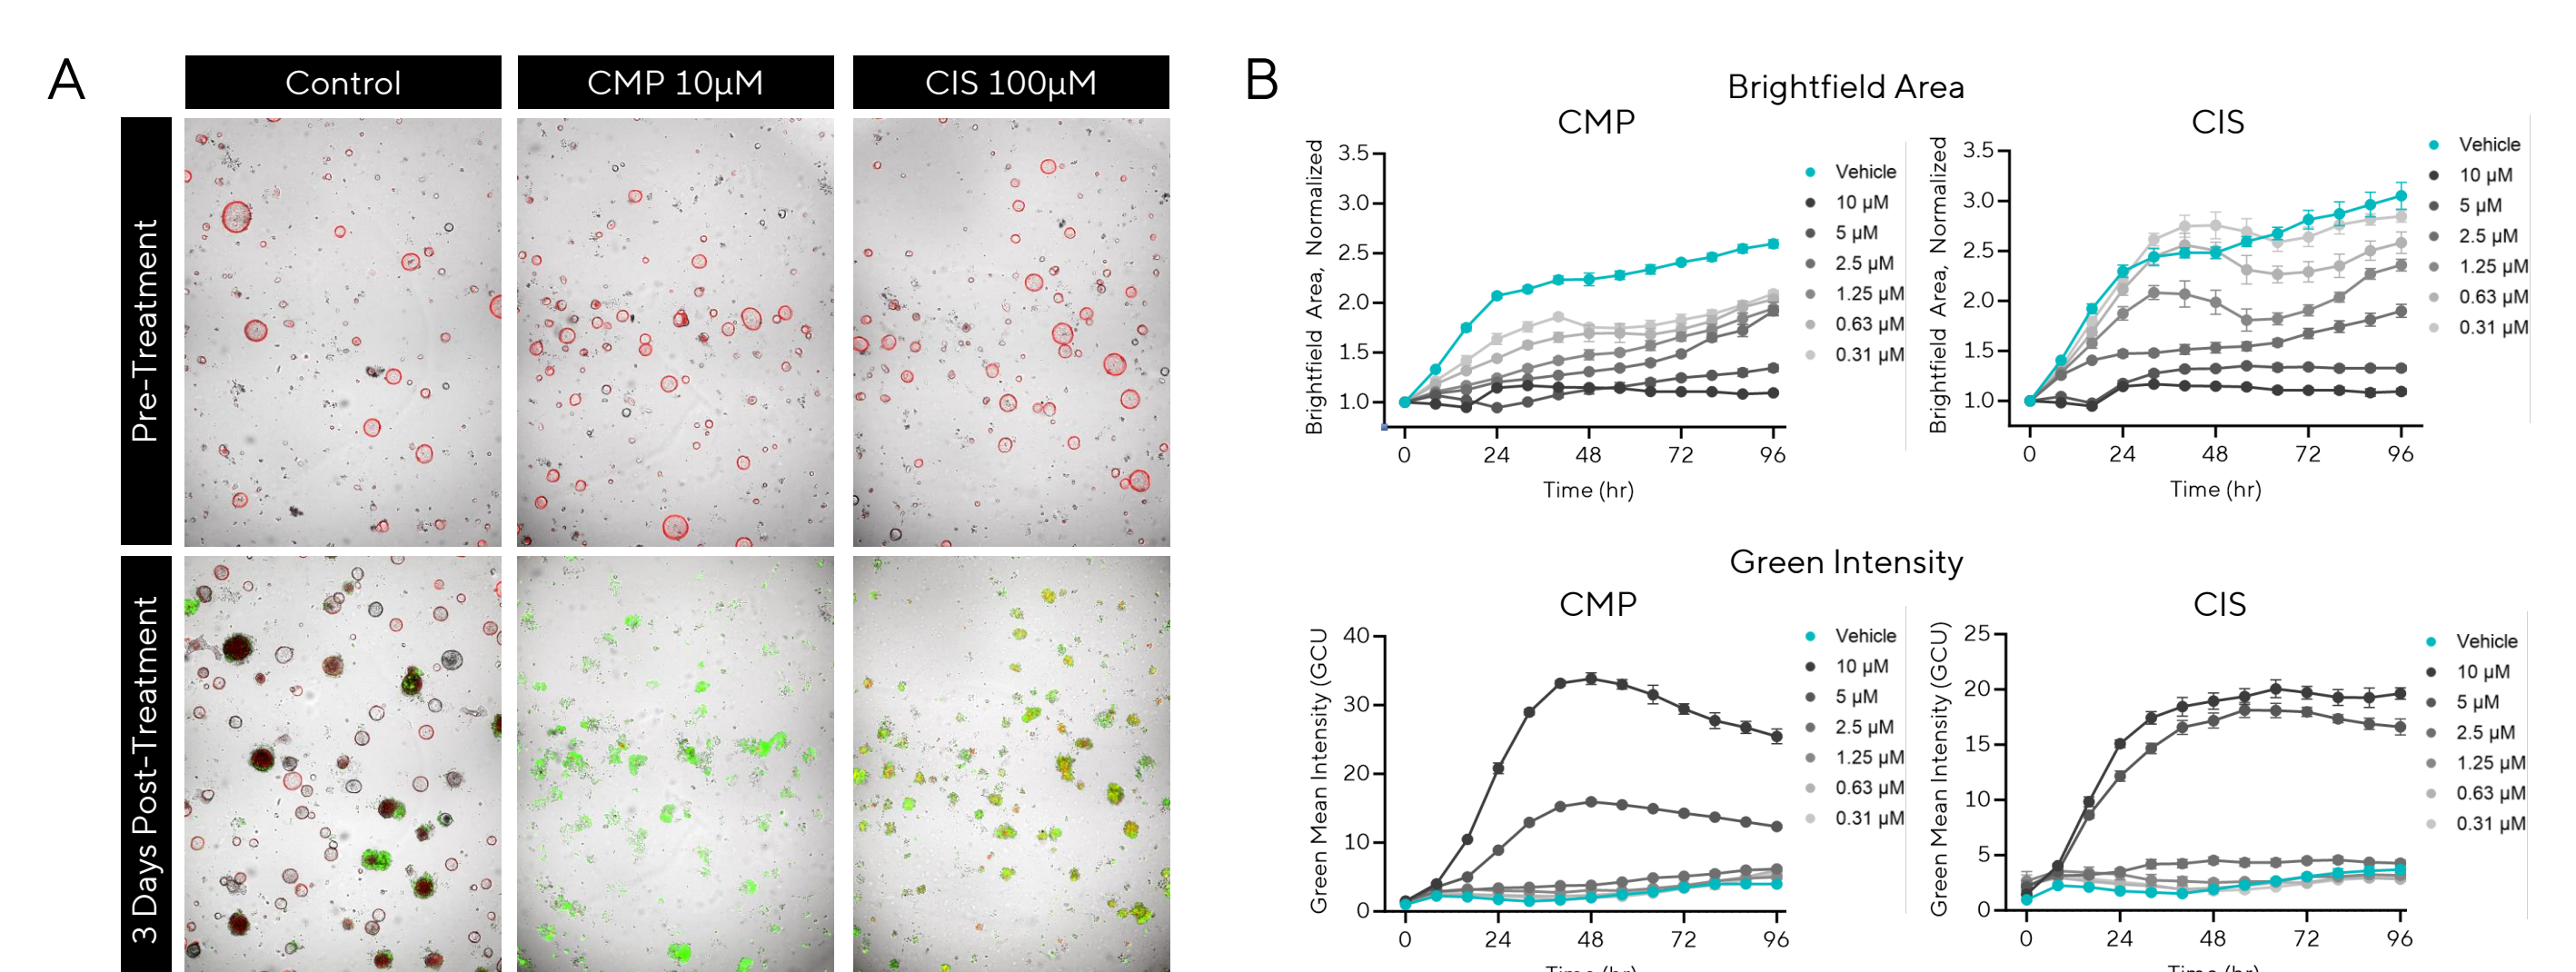 A
Control
CMP 10µM
CIS 100µM
Pre-Treatment
3 Days Post-Treatment
B
Brightfield Area
CMP
Brightfield Area, Normalized
3.5
3.0
2.5
2.0
1.5
1.0
0 24 48 72 96
Time (hr)
Vehicle
10 µM
5 µM
2.5 µM
1.25 µM
0.63 µM
0.31 µM
CIS
Brightfield Area, Normalized
3.5
3.0
2.5
2.0
1.5
1.0
0 24 48 72 96
Time (hr)
Vehicle
10 µM
5 µM
2.5 µM
1.25 µM
0.63 µM
0.31 µM
Green Intensity
CMP
Green Mean Intensity (GCU
40
30
20
10
0
0 24 48 72 96
Time (hr)
Vehicle
10 µM
5 µM
2.5 µM
1.25 µM
0.63 µM
0.31 µM
CIS
Green Mean Intensity (GCU)
25
20
15
10
5
0
0 24 48 72 96
Time (hr)
Vehicle
10 µM
5 µM
2.5 µM
1.25 µM
0.63 µM
0.31 µM